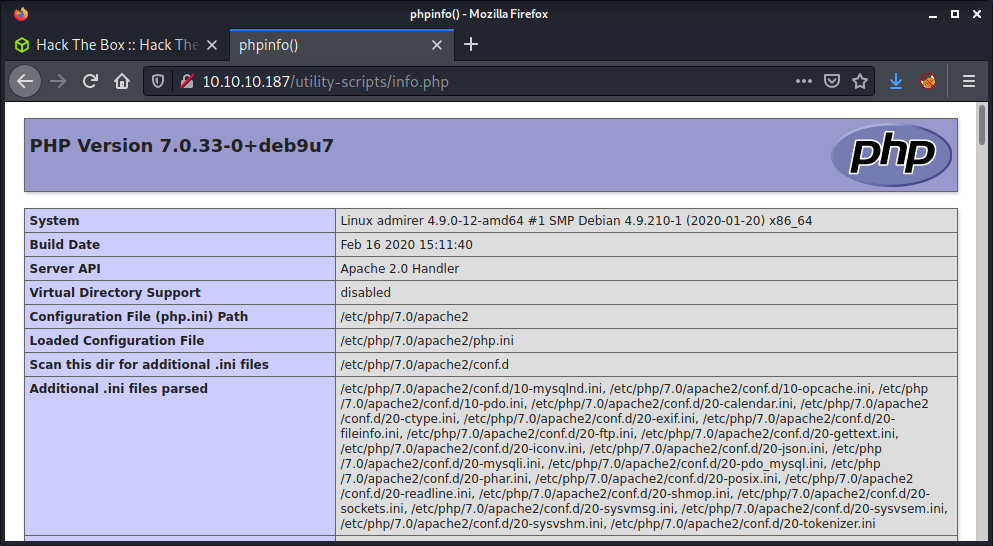 phpinfo() - Mozilla Firefox
Hack The Box :: Hack The
phpinfo()
10.10.10.187/utility-scripts/info.php
PHP Version 7.0.33-0+deb9u7
php
System
Linux admirer 4.9.0-12-amd64 #1 SMP Debian 4.9.210-1 (2020-01-20) x86_64
Build Date
Feb 16 2020 15:11:40
Server API
Apache 2.0 Handler
Virtual Directory Support
disabled
Configuration File (php.ini) Path
/etc/php/7.0/apache2
Loaded Configuration File
/etc/php/7.0/apache2/php.ini
Scan this dir for additional .ini files
/etc/php/7.0/apache2/conf.d
Additional .ini files parsed
/etc/php/7.0/apache2/conf.d/10-mysqlnd.ini, /etc/php/7.0/apache2/conf.d/10-opcache.ini, /etc/php
/7.0/apache2/conf.d/10-pdo.ini, /etc/php/7.0/apache2/conf.d/20-calendar.ini, /etc/php/7.0/apache2
/conf.d/20-ctype.ini, /etc/php/7.0/apache2/conf.d/20-exif.ini, /etc/php/7.0/apache2/conf.d/20-
fileinfo.ini, /etc/php/7.0/apache2/conf.d/20-ftp.ini, /etc/php/7.0/apache2/conf.d/20-gettext.ini,
/etc/php/7.0/apache2/conf.d/20-iconv.ini, /etc/php/7.0/apache2/conf.d/20-json.ini, /etc/php
/7.0/apache2/conf.d/20-mysqli.ini, /etc/php/7.0/apache2/conf.d/20-pdo_mysql.ini, /etc/php
/7.0/apache2/conf.d/20-phar.ini, /etc/php/7.0/apache2/conf.d/20-posix.ini, /etc/php/7.0/apache2
/conf.d/20-readline.ini, /etc/php/7.0/apache2/conf.d/20-shmop.ini, /etc/php/7.0/apache2/conf.d/20-
sockets.ini, /etc/php/7.0/apache2/conf.d/20-sysvmsg.ini, /etc/php/7.0/apache2/conf.d/20-sysvsem.ini,
/etc/php/7.0/apache2/conf.d/20-sysvshm.ini, /etc/php/7.0/apache2/conf.d/20-tokenizer.ini